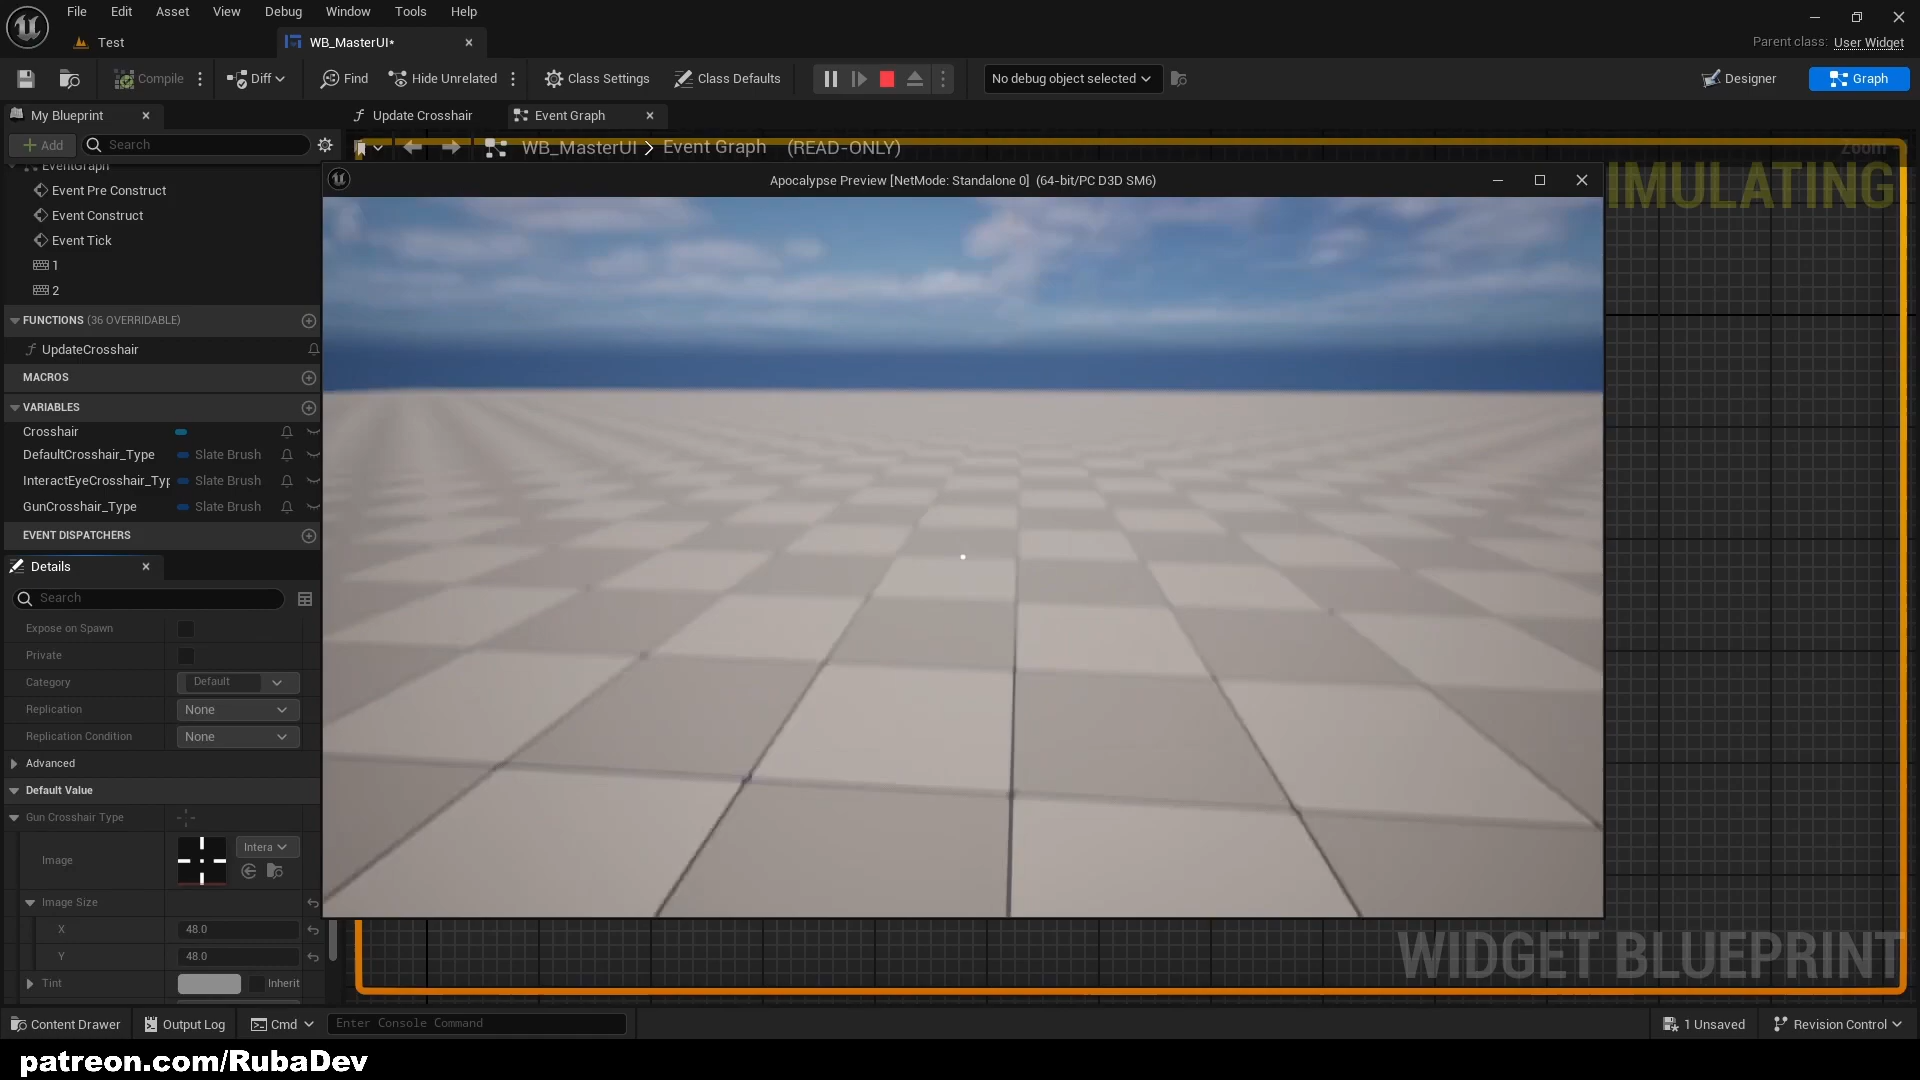 File Edit Asset View Debug Window Tools Help
Test
WB_MasterUI*
Parent class: User Widget
Compile
Diff
Find
Hide Unrelated
Class Settings
Class Defaults
No debug object selected
Designer
Graph
My Blueprint
Update Crosshair
Event Graph
Add
Search
WB_MasterUI > Event Graph (READ-ONLY)
Zoom
EventGraph
Event Pre Construct
Event Construct
Event Tick
1
2
FUNCTIONS (36 OVERRIDABLE)
UpdateCrosshair
MACROS
VARIABLES
Crosshair
DefaultCrosshair_Type Slate Brush
InteractEyeCrosshair_Typ Slate Brush
GunCrosshair_Type Slate Brush
EVENT DISPATCHERS
Apocalypse Preview [NetMode: Standalone 0] (64-bit/PC D3D SM6)
IMULATING
Details
Search
Expose on Spawn
Private
Category Default
Replication None
Replication Condition None
Advanced
Default Value
Gun Crosshair Type
Image Intera
Image Size
X 48.0
Y 48.0
Tint Inherit
WIDGET BLUEPRINT
Content Drawer
Output Log
Cmd
Enter Console Command
1 Unsaved
Revision Control
patreon.com/RubaDev